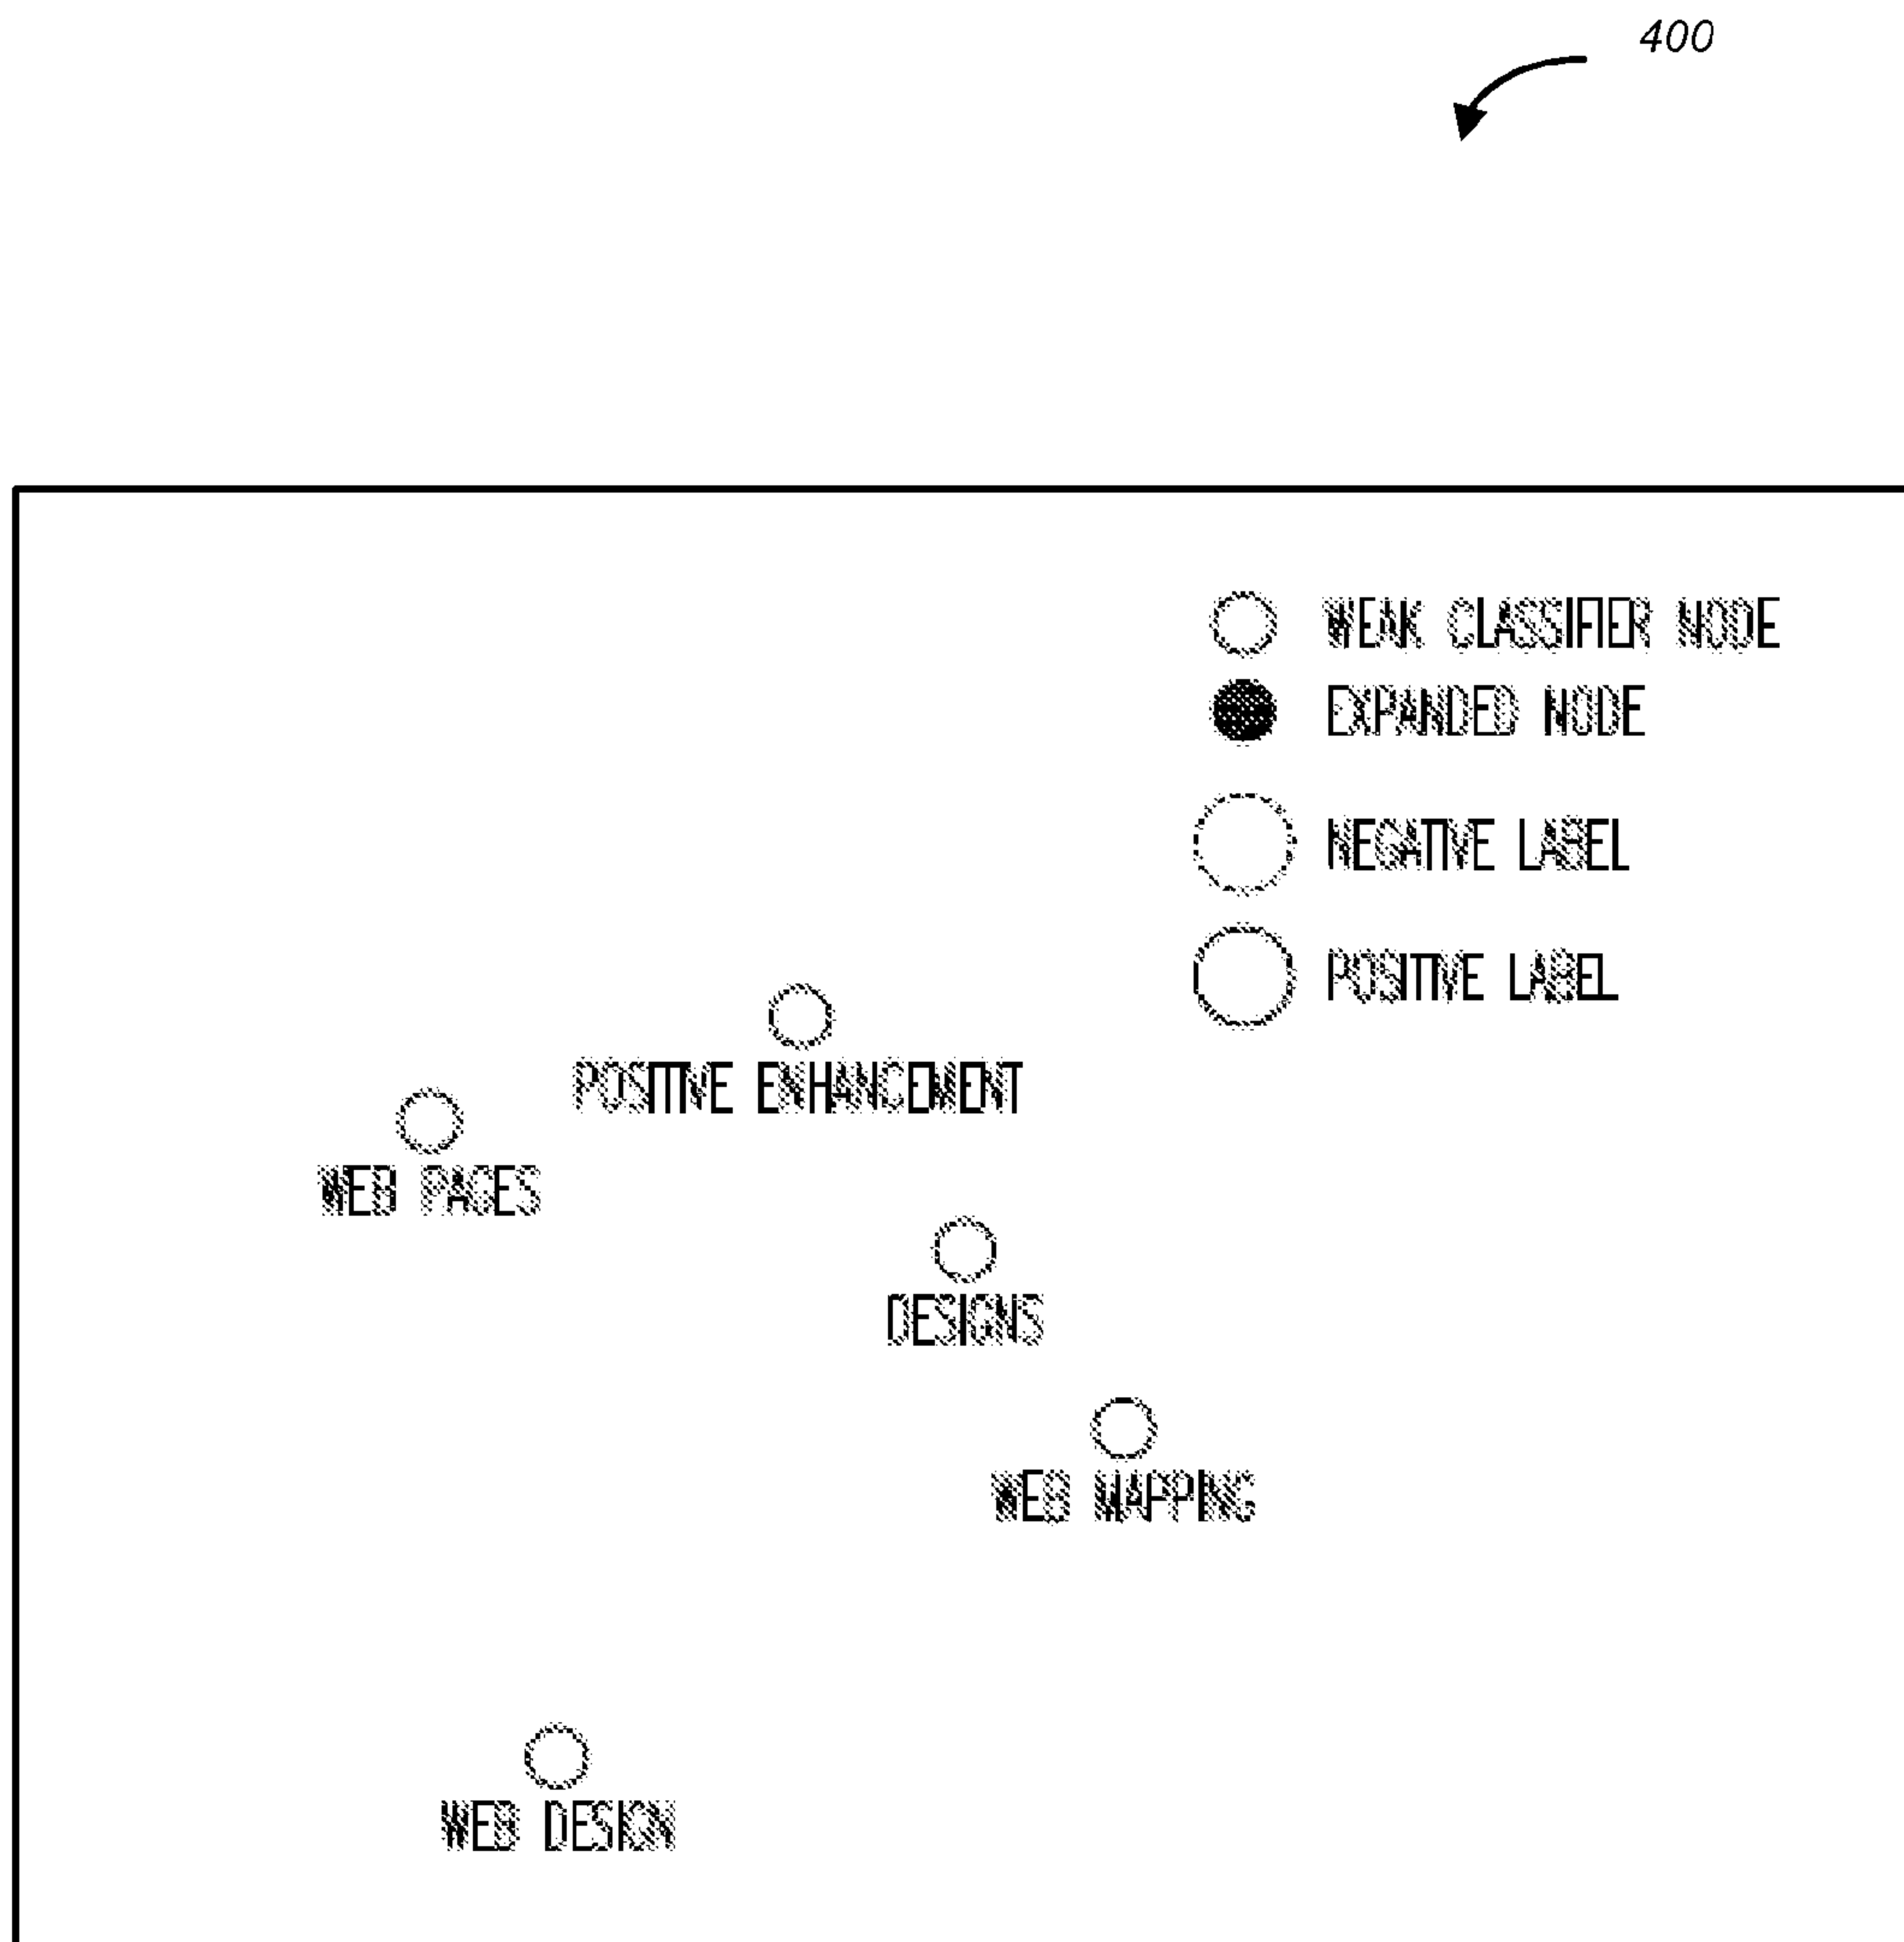 400
WEAK CLASSIFIER NODE
EXPANDED NODE
NEGATIVE LABEL
POSITIVE LABEL
POSITIVE ENHANCEMENT
WEB PAGES
DESIGNS
WEB MAPPING
WEB DESIGN